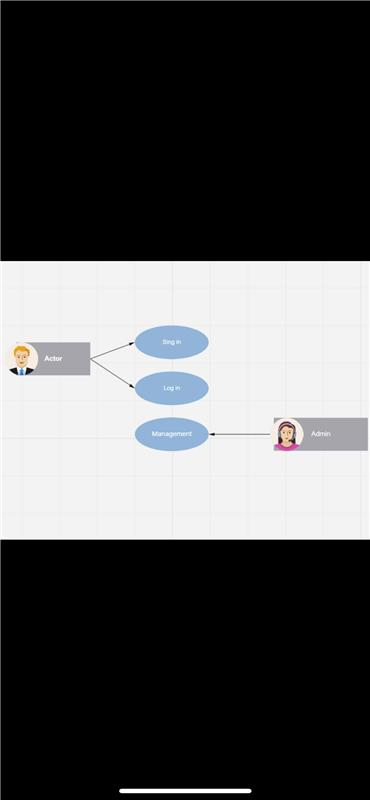 Sing in
Actor
Log in
Management
Admin